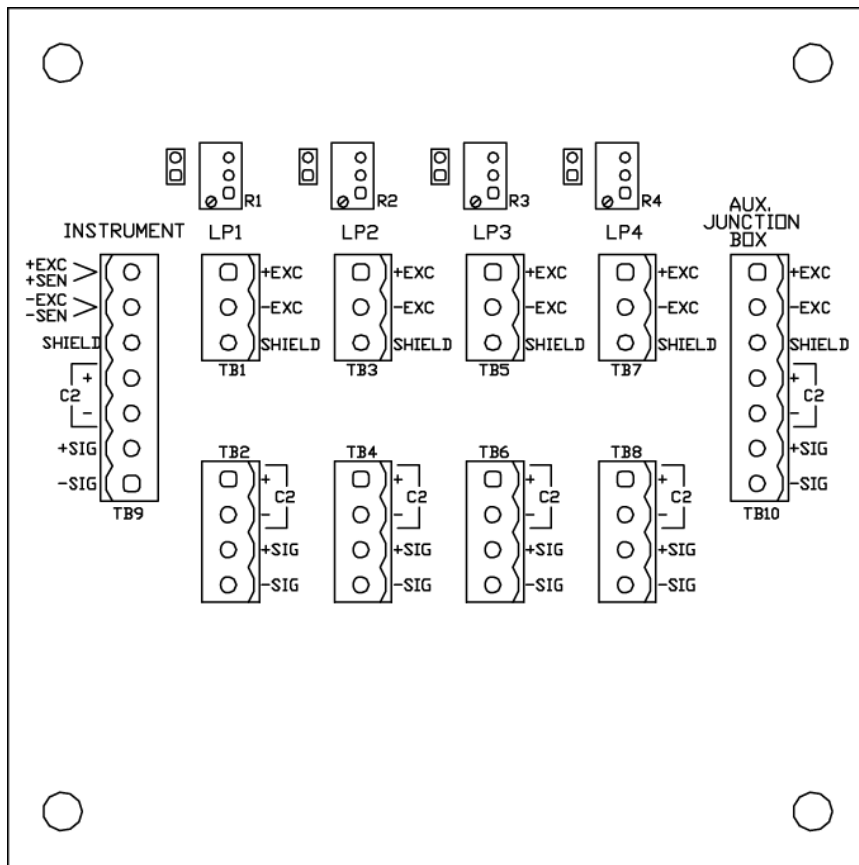 R1 R2 R3 R4
INSTRUMENT LP1 LP2 LP3 LP4 AUX. JUNCTION BOX
+EXC
+SEN
-EXC
-SEN
SHIELD
C2
+
-
+SIG
-SIG
TB9
+EXC
-EXC
SHIELD
TB1
+EXC
-EXC
SHIELD
TB3
+EXC
-EXC
SHIELD
TB5
+EXC
-EXC
SHIELD
TB7
TB2
+
-
C2
+SIG
-SIG
TB4
+
-
C2
+SIG
-SIG
TB6
+
-
C2
+SIG
-SIG
TB8
+
-
C2
+SIG
-SIG
+EXC
-EXC
SHIELD
+
-
C2
+SIG
-SIG
TB10